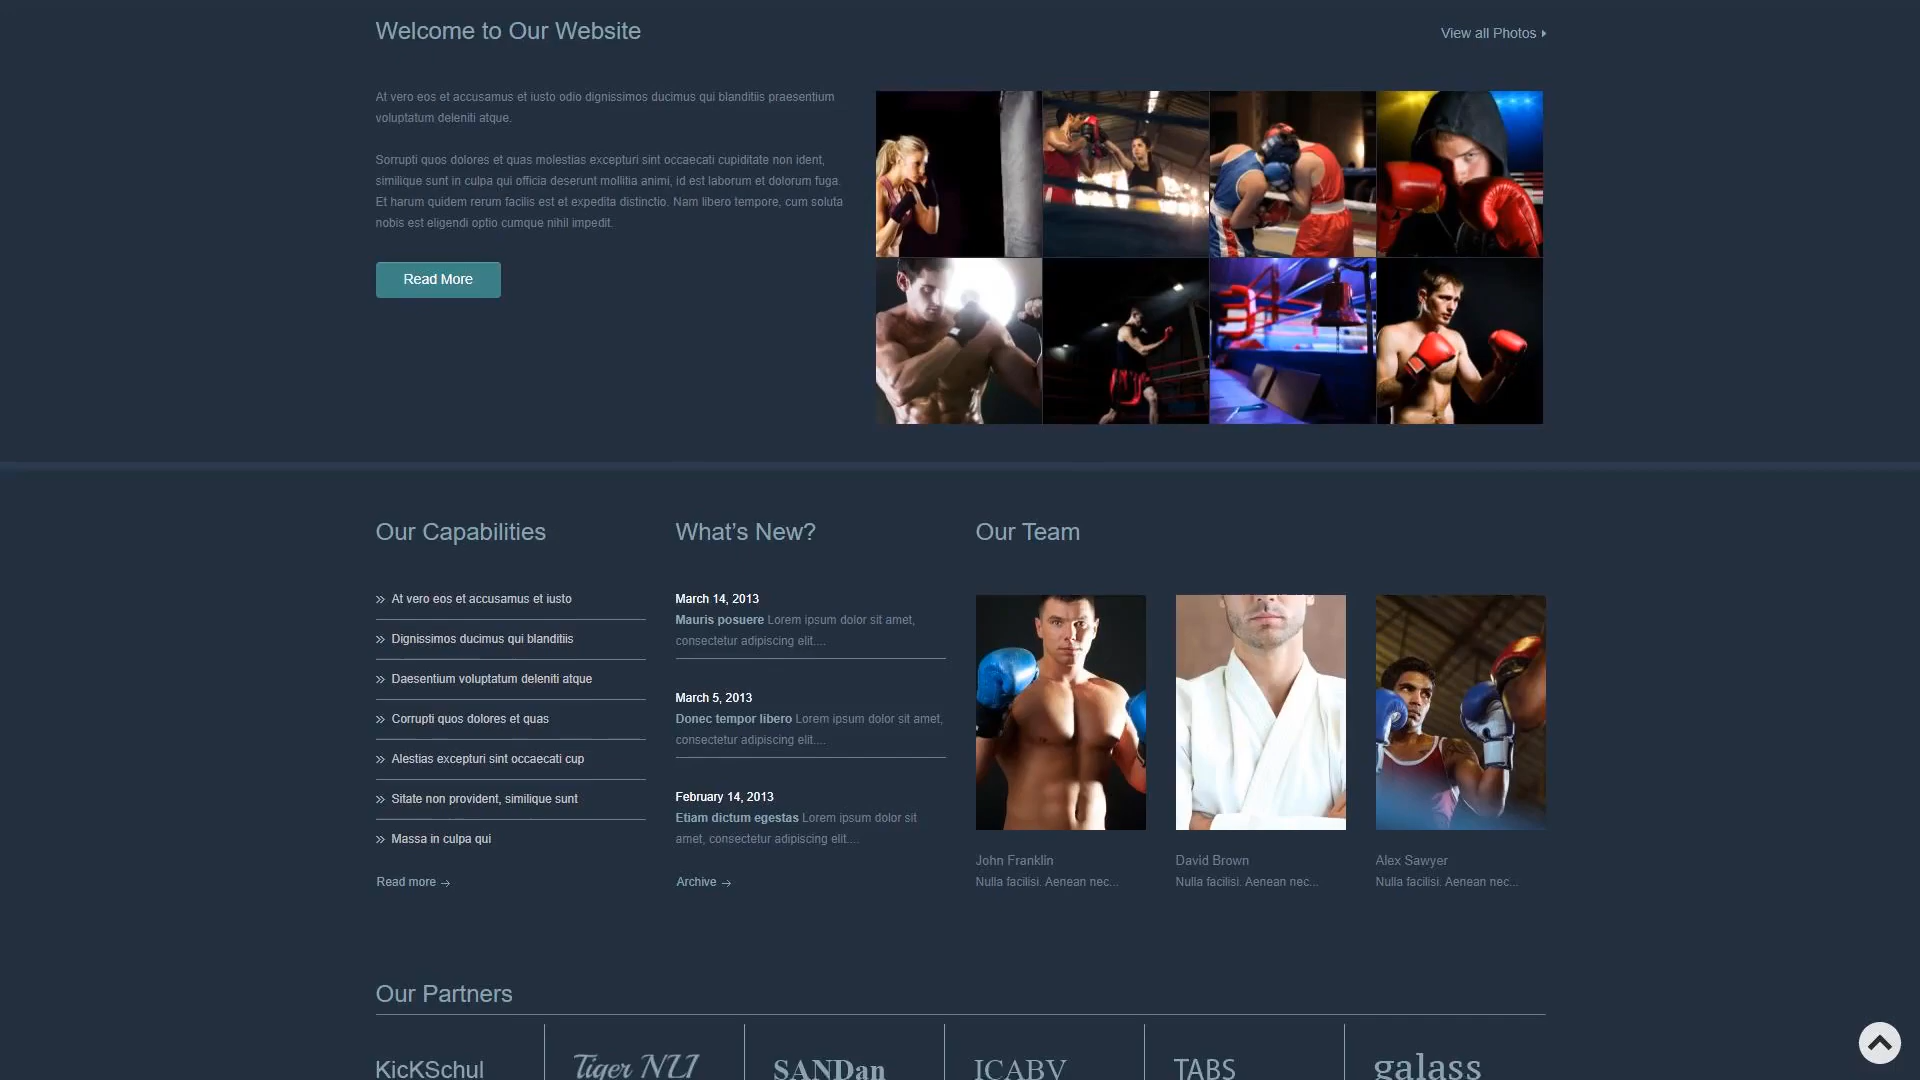 Welcome to Our Website
View all Photos
At vero eos et accusamus et iusto odio dignissimos ducimus qui blanditiis praesentium
voluptatum deleniti atque.
Sorrupti quos dolores et quas molestias excepturi sint occaecati cupiditate non ident,
similique sunt in culpa qui officia deserunt mollitia animi, id est laborum et dolorum fuga.
Et harum quidem rerum facilis est et expedita distinctio. Nam libero tempore, cum soluta
nobis est eligendi optio cumque nihil impedit.
Read More
Our Capabilities
At vero eos et accusamus et iusto
Dignissimos ducimus qui blanditiis
Daesentium voluptatum deleniti atque
Corrupti quos dolores et quas
Alestias excepturi sint occaecati cup
Sitate non provident, similique sunt
Massa in culpa qui
Read more
What’s New?
March 14, 2013
Mauris posuere Lorem ipsum dolor sit amet,
consectetur adipiscing elit....
March 5, 2013
Donec tempor libero Lorem ipsum dolor sit amet,
consectetur adipiscing elit....
February 14, 2013
Etiam dictum egestas Lorem ipsum dolor sit
amet, consectetur adipiscing elit....
Archive
Our Team
John Franklin
Nulla facilisi. Aenean nec...
David Brown
Nulla facilisi. Aenean nec...
Alex Sawyer
Nulla facilisi. Aenean nec...
Our Partners
KicKSchul
Tiger NLI
SANDan
ICABV
TABS
galass